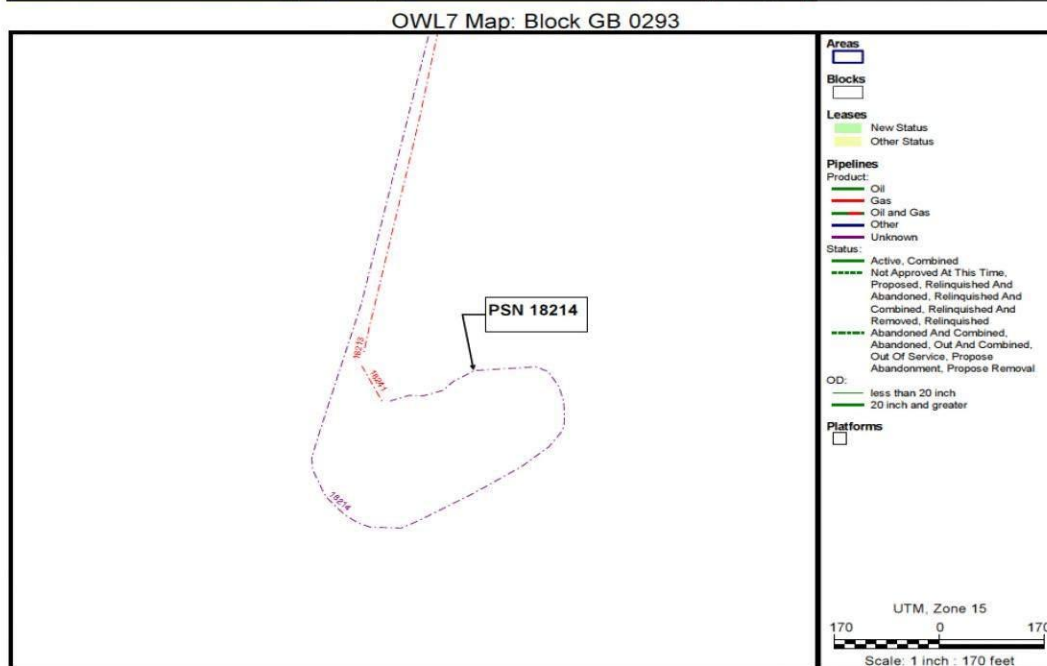 OWL7 Map: Block GB 0293
18213
18241
PSN 18214
18214
Areas
Blocks
Leases
New Status
Other Status
Pipelines
Product:
Oil
Gas
Oil and Gas
Other
Unknown
Status:
Active, Combined
Not Approved At This Time,
Proposed, Relinquished And
Abandoned, Relinquished And
Combined, Relinquished And
Removed, Relinquished
Abandoned And Combined,
Abandoned, Out And Combined,
Out Of Service, Propose
Abandonment, Propose Removal
OD:
less than 20 inch
20 inch and greater
Platforms
UTM, Zone 15
170 0 170
Scale: 1 inch : 170 feet